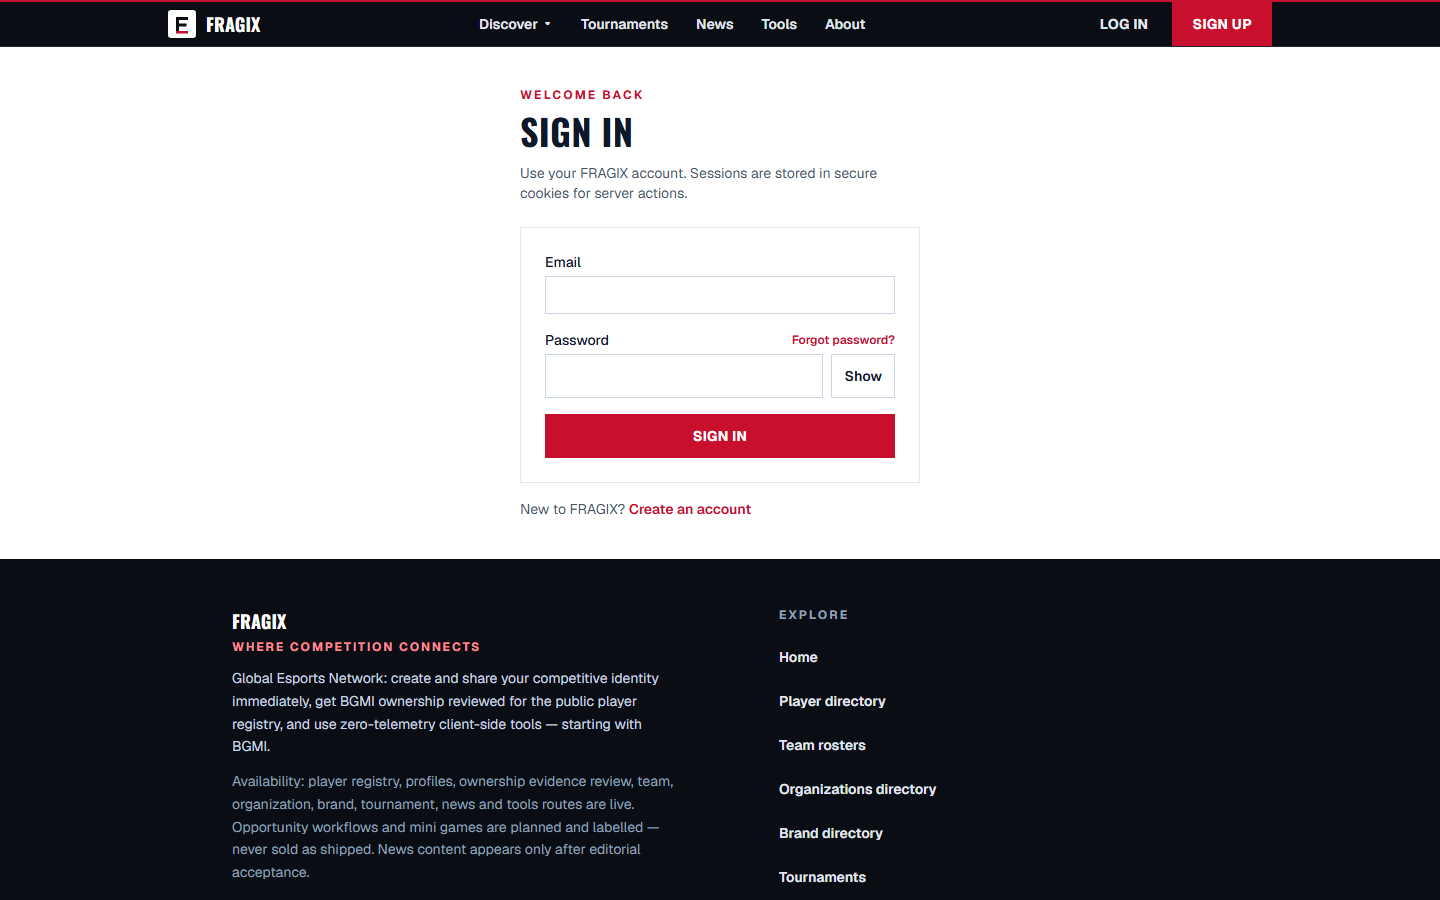 E FRAGIX
Discover
Tournaments
News
Tools
About
LOG IN
SIGN UP
WELCOME BACK
SIGN IN
Use your FRAGIX account. Sessions are stored in secure
cookies for server actions.
Email
Password
Forgot password?
Show
SIGN IN
New to FRAGIX? Create an account
FRAGIX
WHERE COMPETITION CONNECTS
Global Esports Network: create and share your competitive identity
immediately, get BGMI ownership reviewed for the public player
registry, and use zero-telemetry client-side tools — starting with
BGMI.
Availability: player registry, profiles, ownership evidence review, team,
organization, brand, tournament, news and tools routes are live.
Opportunity workflows and mini games are planned and labelled —
never sold as shipped. News content appears only after editorial
acceptance.
EXPLORE
Home
Player directory
Team rosters
Organizations directory
Brand directory
Tournaments